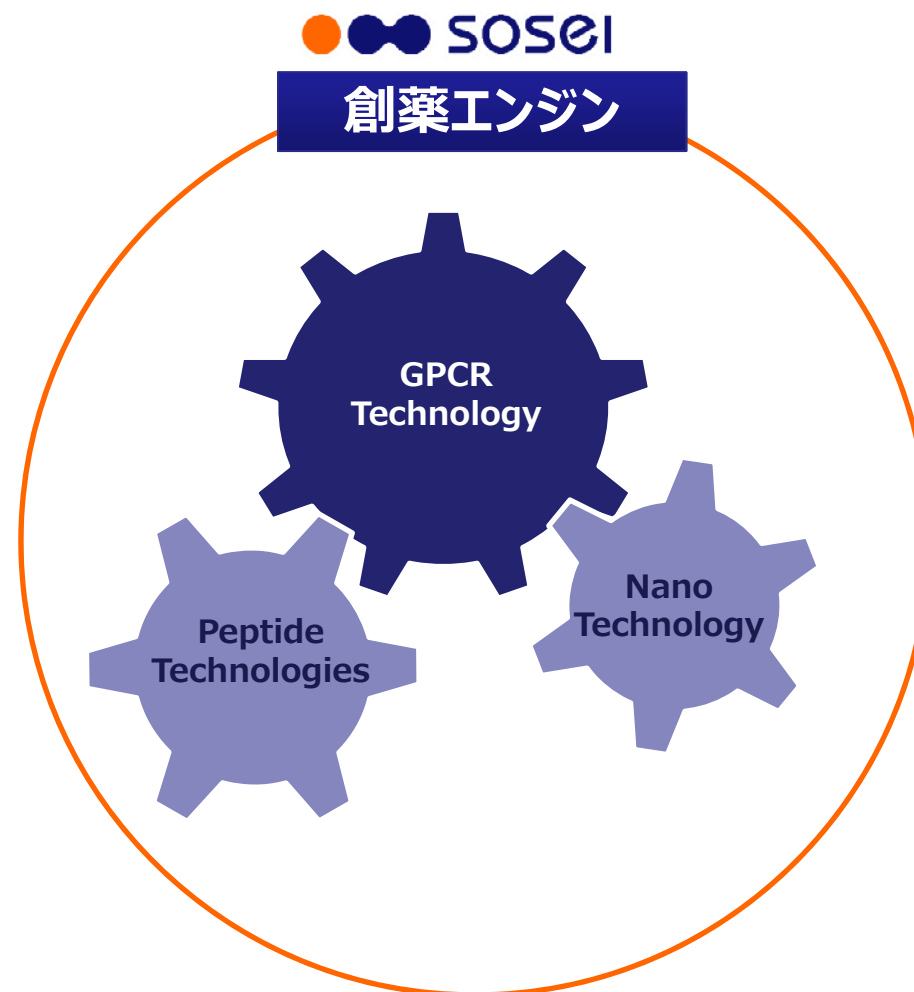 sosei
創薬エンジン
GPCR
Technology
Nano
Technology
Peptide
Technologies